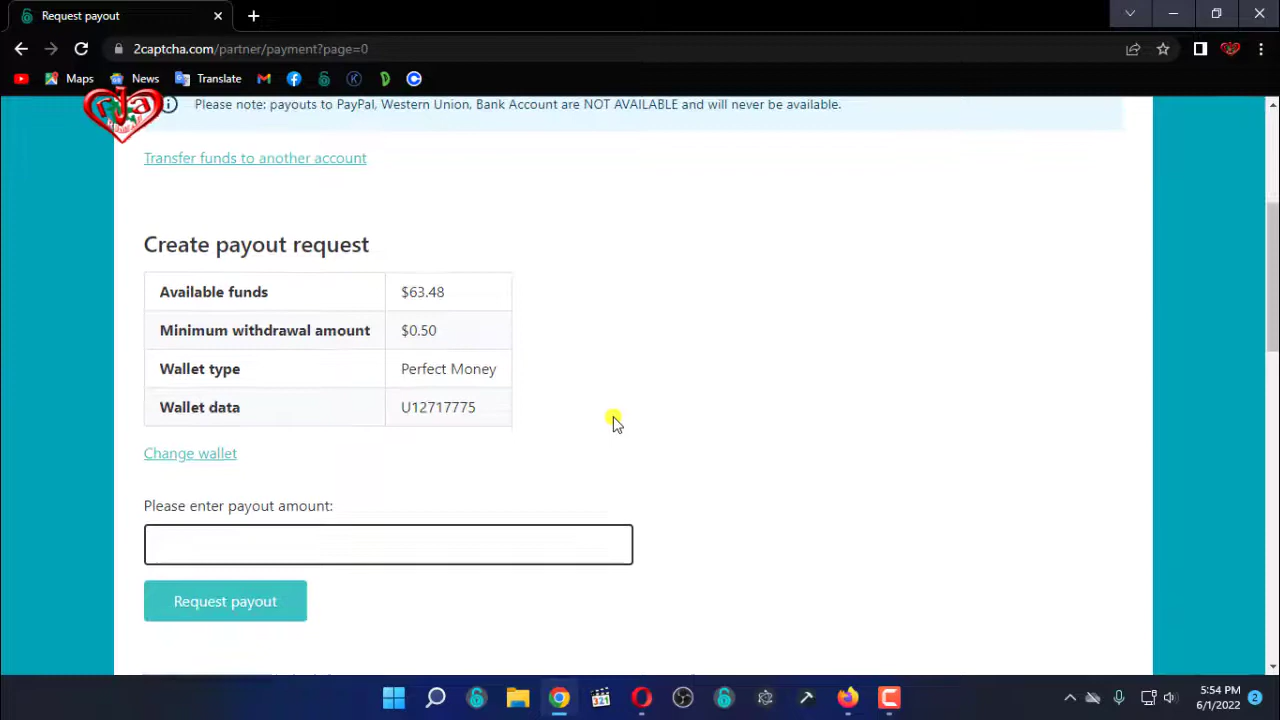 Request payout
2captcha.com/partner/payment?page=0
Maps News Translate
rja
Please note: payouts to PayPal, Western Union, Bank Account are NOT AVAILABLE and will never be available.
Transfer funds to another account
Create payout request
Available funds $63.48
Minimum withdrawal amount $0.50
Wallet type Perfect Money
Wallet data U12717775
Change wallet
Please enter payout amount:
Request payout
321
5:54 PM
6/1/2022
2